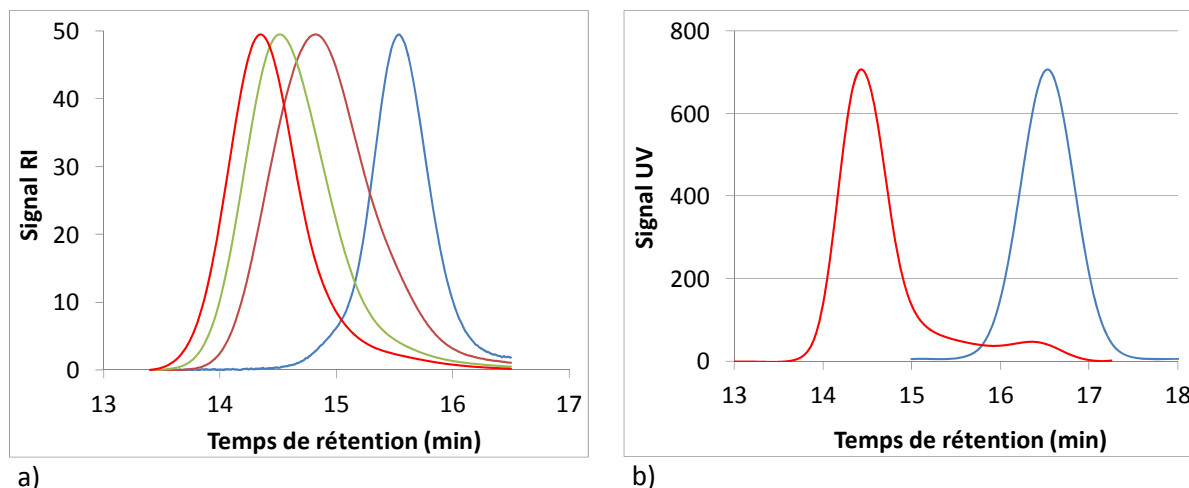 Signal RI
50
40
30
20
10
0
13 14 15 16 17
Temps de rétention (min)
a)
Signal UV
800
600
400
200
0
13 14 15 16 17 18
Temps de rétention (min)
b)